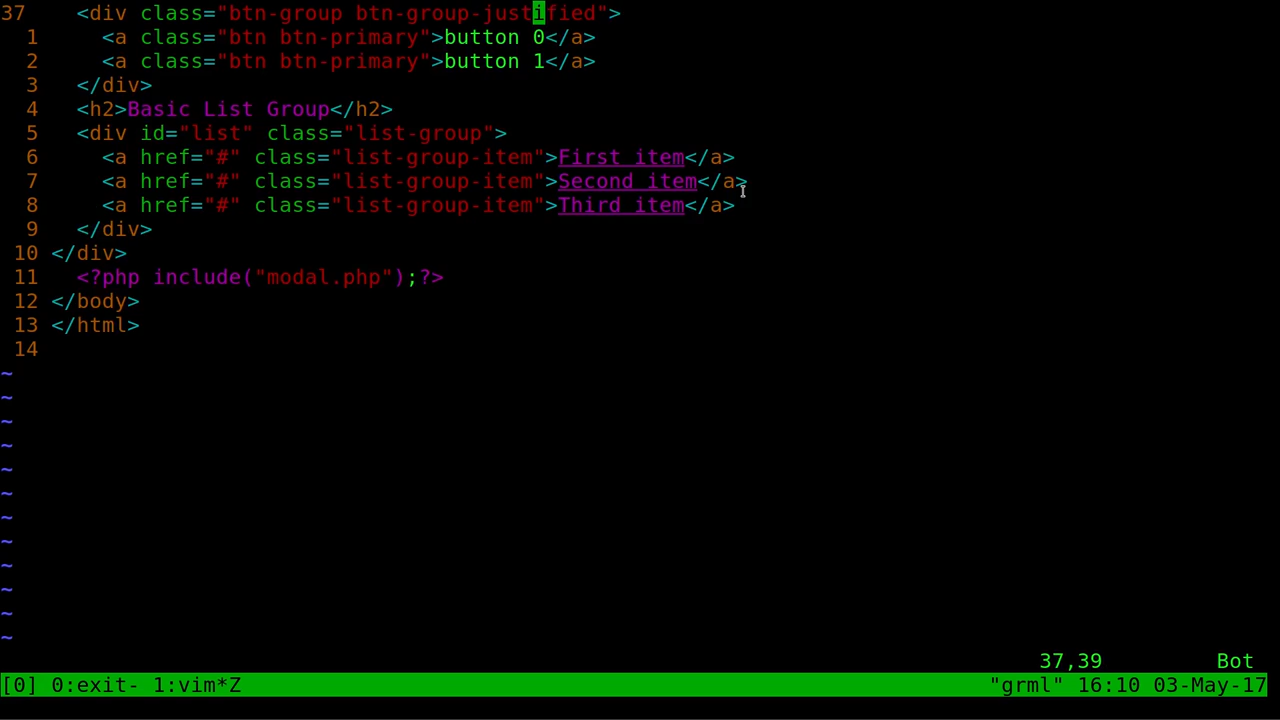 37    <div class="btn-group btn-group-justified">
  1     <a class="btn btn-primary">button 0</a>
  2     <a class="btn btn-primary">button 1</a>
  3   </div>
  4   <h2>Basic List Group</h2>
  5   <div id="list" class="list-group">
  6     <a href="#" class="list-group-item">First item</a>
  7     <a href="#" class="list-group-item">Second item</a>
  8     <a href="#" class="list-group-item">Third item</a>
  9   </div>
 10 </div>
 11   <?php include("modal.php");?>
 12 </body>
 13 </html>
 14
~
~
~
~
~
~
~
~
~
~
~
~
37,39         Bot
[0] 0:exit- 1:vim*Z "grml" 16:10 03-May-17